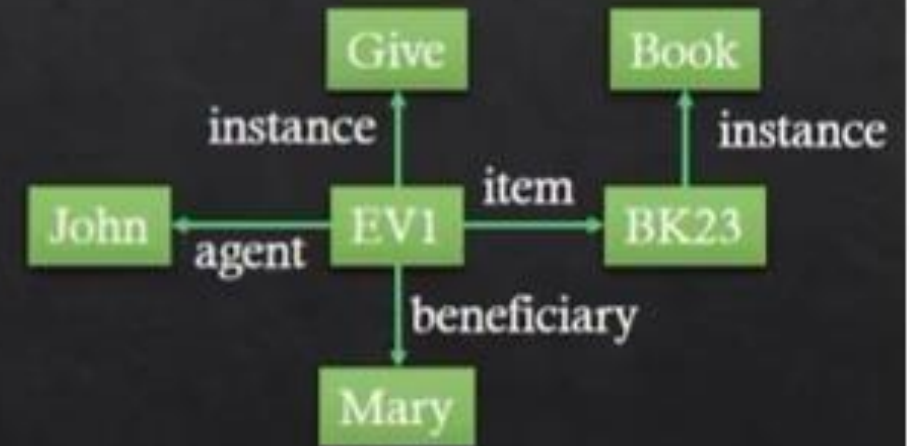 Give
Book
instance
instance
item
John
EV1
BK23
agent
beneficiary
Mary